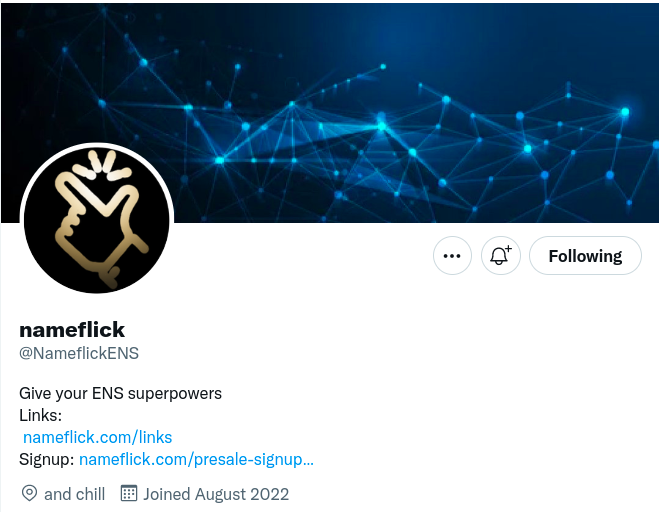 Following
nameflick
@NameflickENS
Give your ENS superpowers
Links:
nameflick.com/links
Signup: nameflick.com/presale-signup...
and chill Joined August 2022